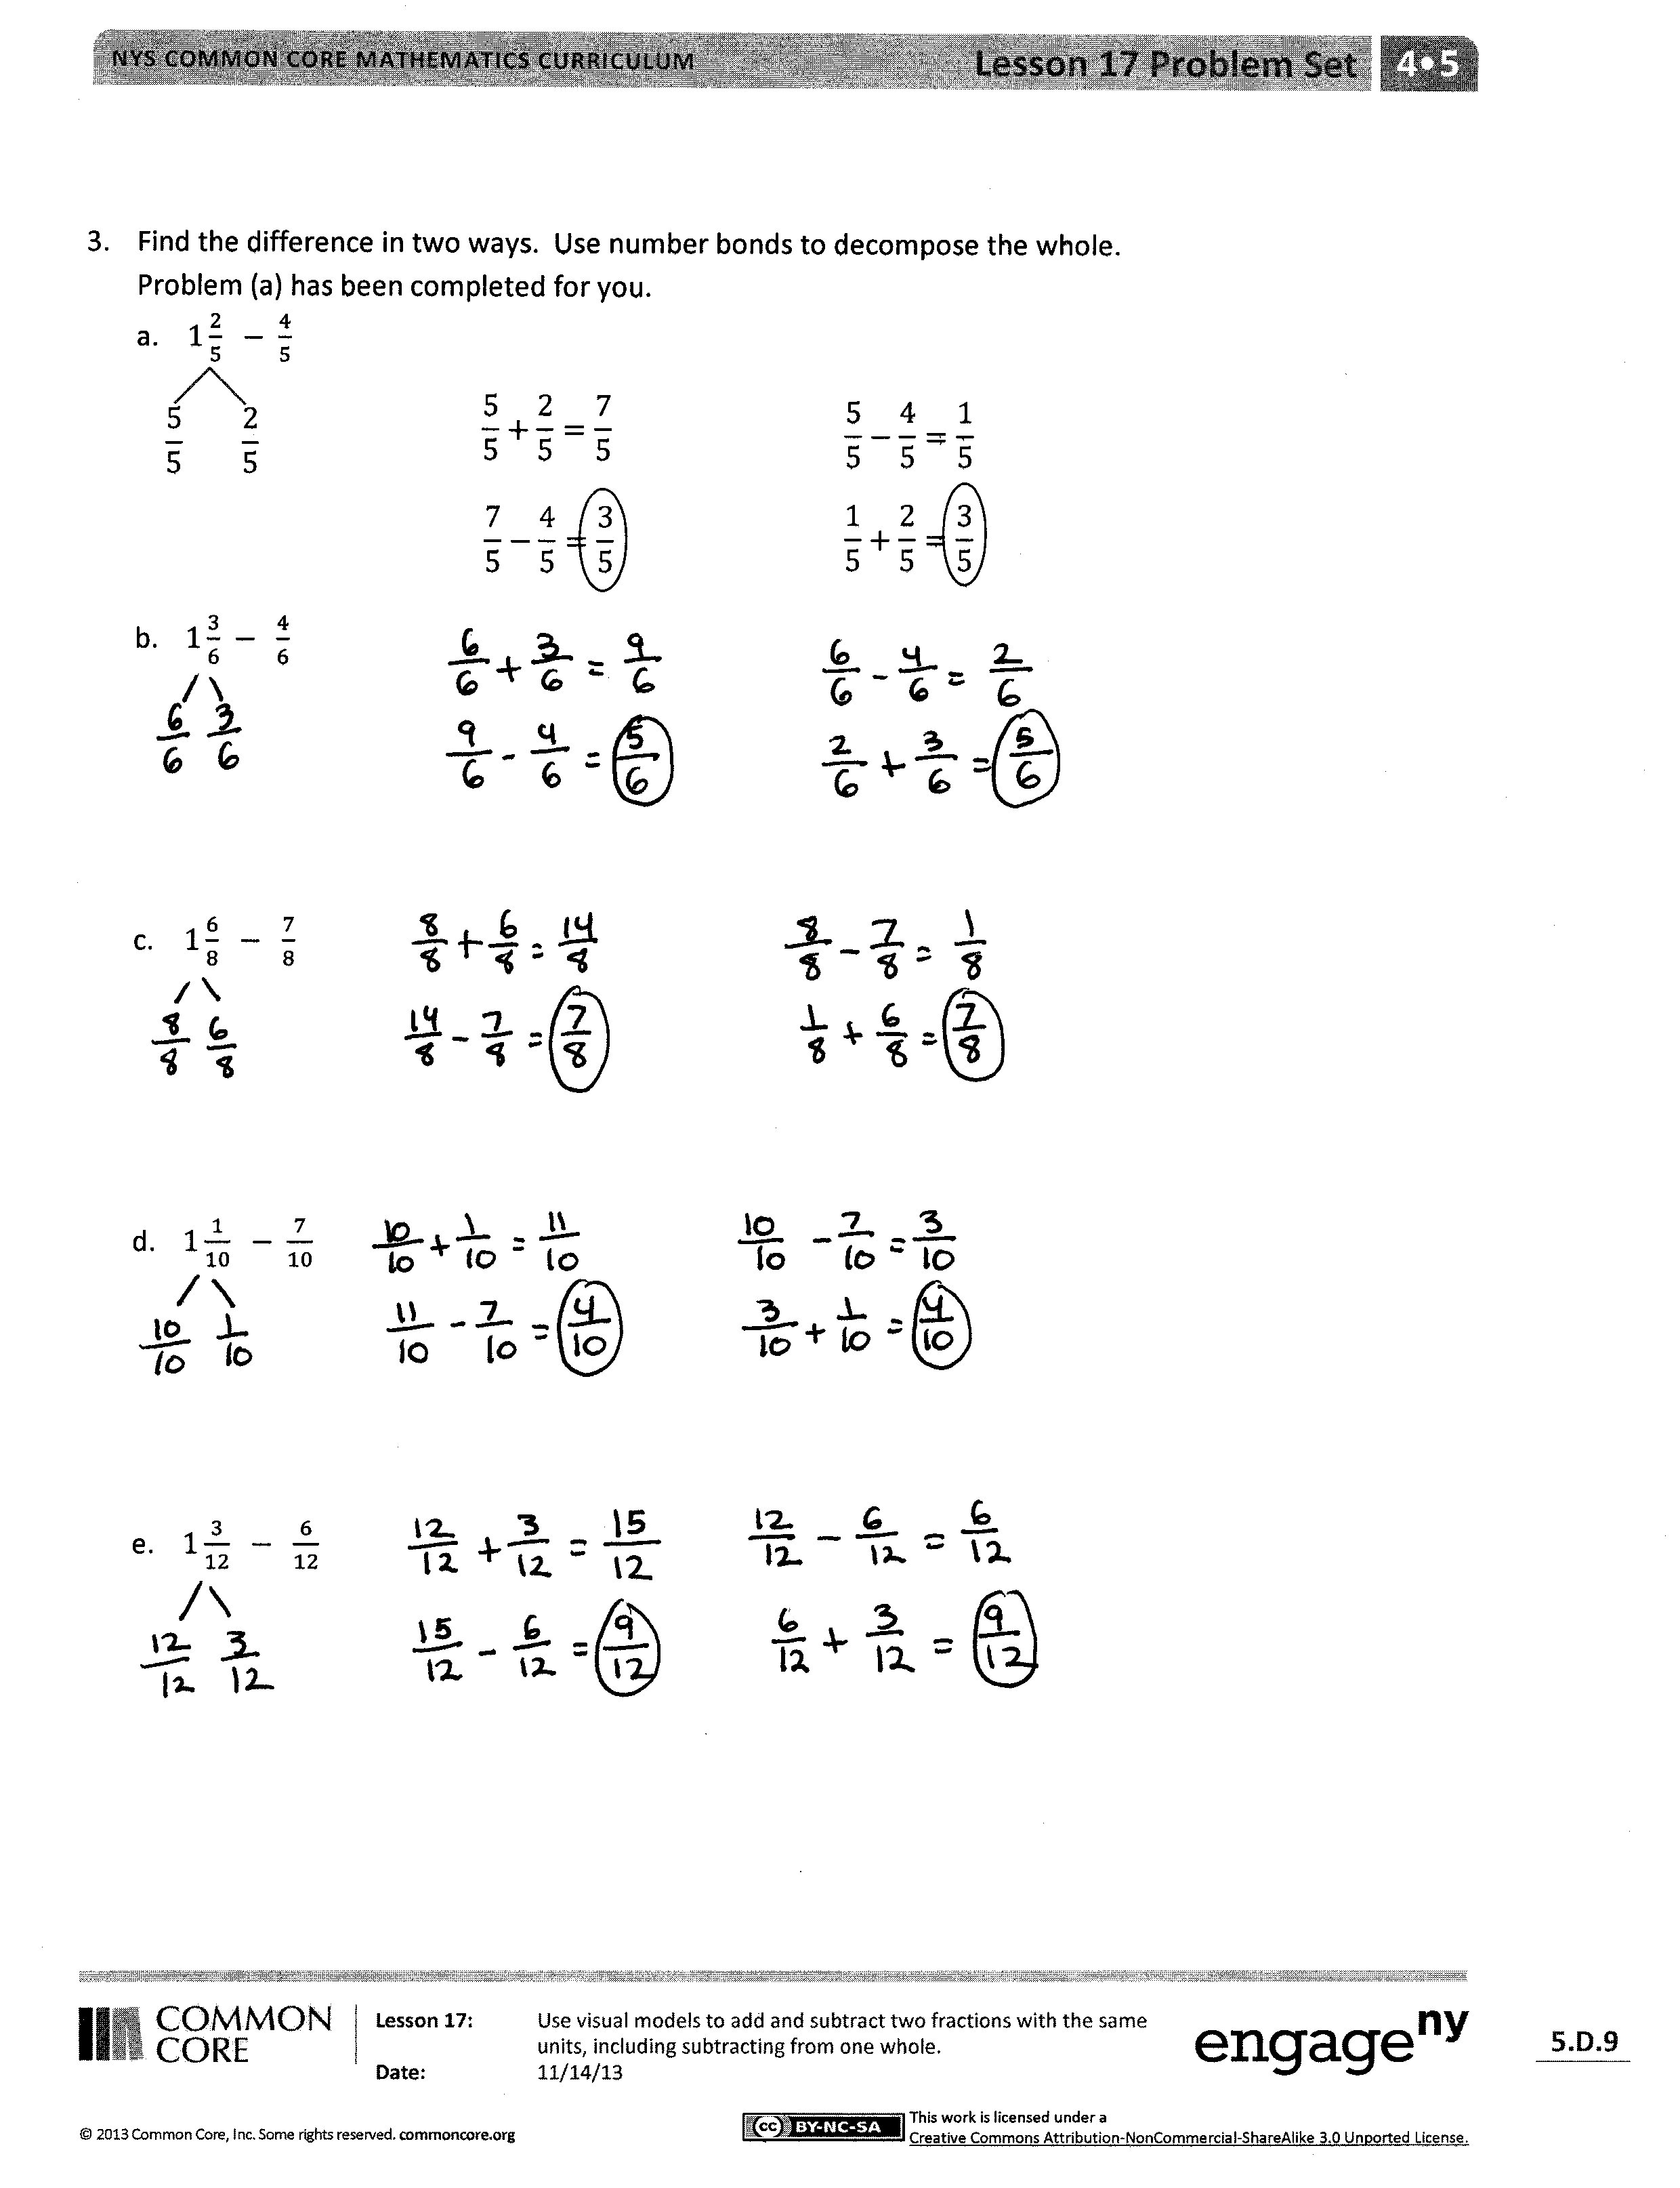 NYS COMMON CORE MATHEMATICS CURRICULUM Lesson 17 Problem Set 4•5
3. Find the difference in two ways. Use number bonds to decompose the whole.
Problem (a) has been completed for you.
a. 1 2/5 − 4/5
5/5 2/5
5/5 + 2/5 = 7/5
5/5 − 4/5 = 1/5
7/5 − 4/5 = 3/5
1/5 + 2/5 = 3/5
b. 1 3/6 − 4/6
6/6 3/6
6/6 + 3/6 = 9/6
6/6 - 4/6 = 2/6
9/6 - 4/6 = 5/6
2/6 + 3/6 = 5/6
c. 1 6/8 − 7/8
8/8 6/8
8/8 + 6/8 = 14/8
8/8 - 7/8 = 1/8
14/8 - 7/8 = 7/8
1/8 + 6/8 = 7/8
d. 1 1/10 − 7/10
10/10 1/10
10/10 + 1/10 = 11/10
10/10 - 7/10 = 3/10
11/10 - 7/10 = 4/10
3/10 + 1/10 = 4/10
e. 1 3/12 − 6/12
12/12 3/12
12/12 + 3/12 = 15/12
12/12 - 6/12 = 6/12
15/12 - 6/12 = 9/12
6/12 + 3/12 = 9/12
COMMON
CORE
Lesson 17: Use visual models to add and subtract two fractions with the same
units, including subtracting from one whole.
Date: 11/14/13
engage ny
5.D.9
© 2013 Common Core, Inc. Some rights reserved. commoncore.org
cc BY-NC-SA
This work is licensed under a
Creative Commons Attribution-NonCommercial-ShareAlike 3.0 Unported License.